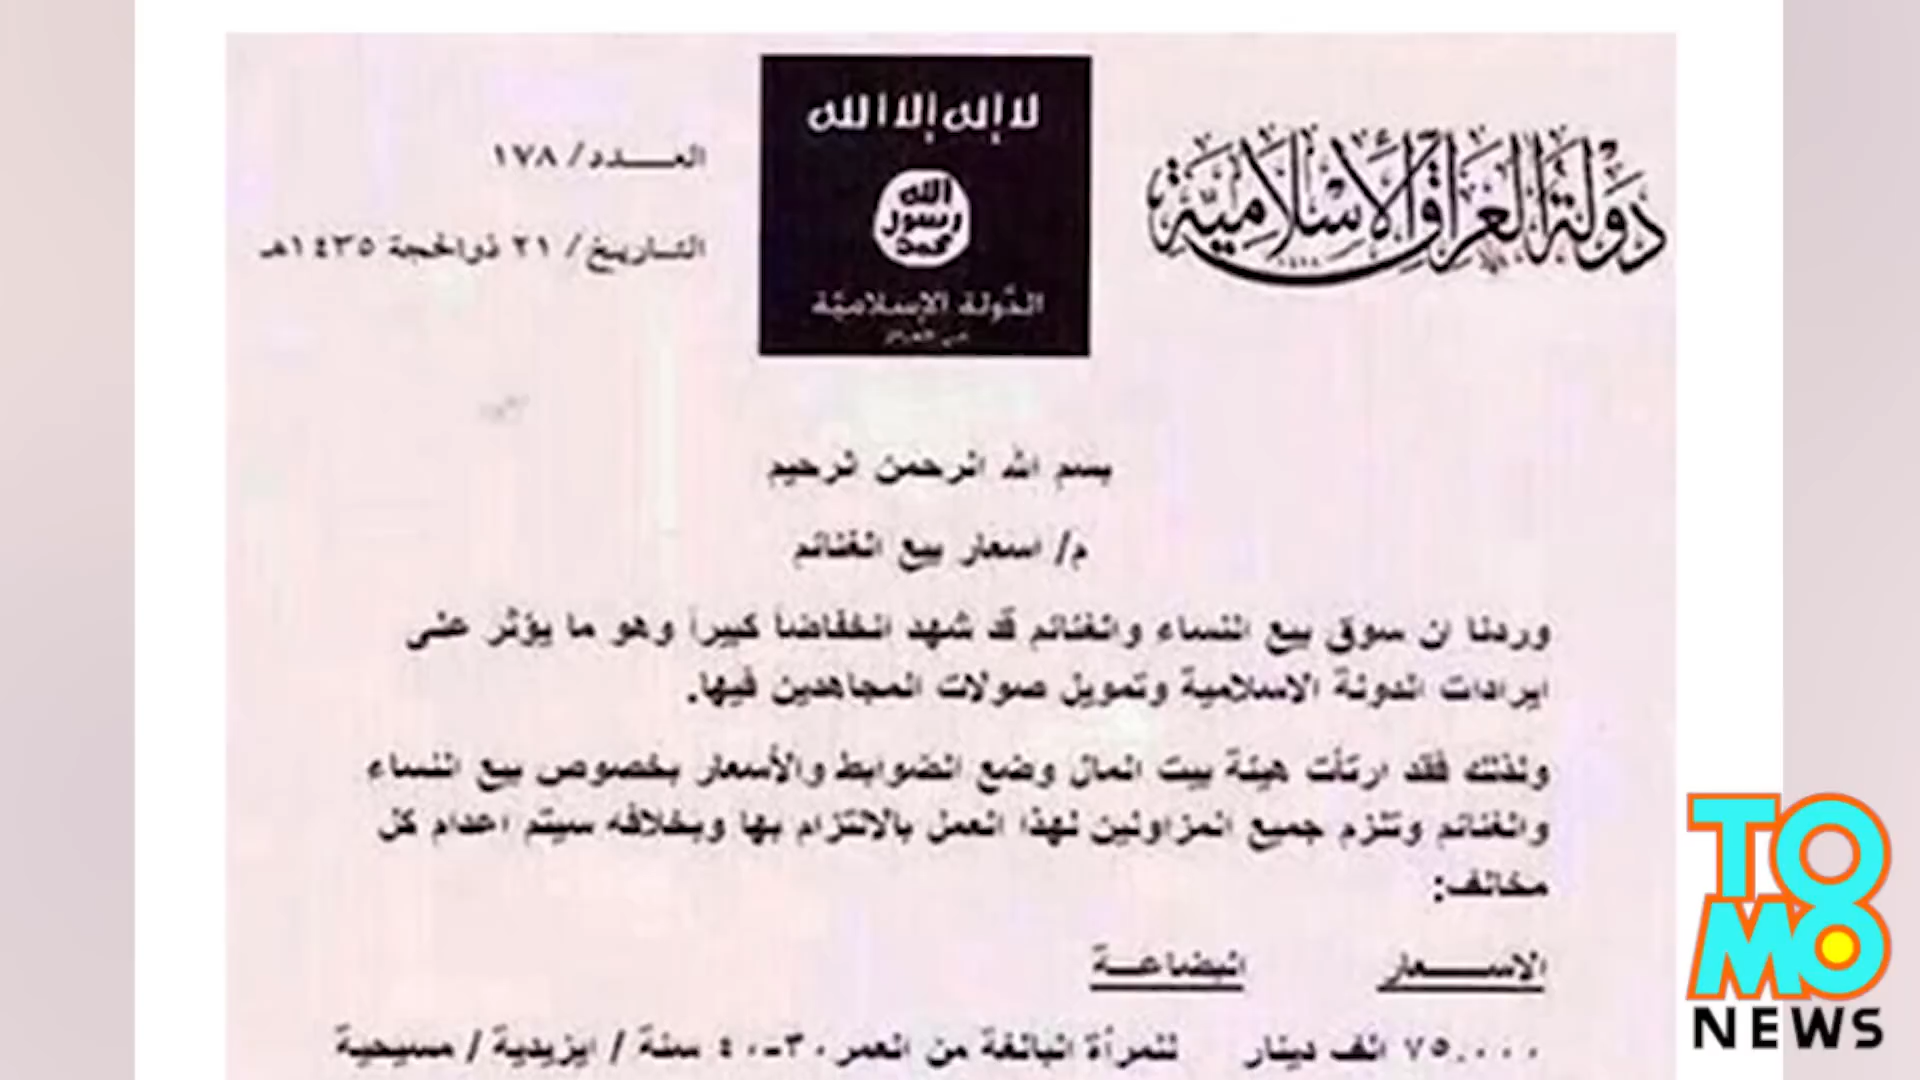 دولة العراق الإسلامية
لا إله إلا الله
الله
رسول
محمد
الدولة الإسلامية
العـــدد/ ١٧٨
التـاريـخ/ ٢١ ذوالحجة ١٤٣٥هـ
بسم الله الرحمن الرحيم
م/ اسعار بيع الغنائم
وردنا ان سوق بيع النساء والغنائم قد شهد انخفاضا كبيرا وهو ما يؤثر على
ايرادات الدولة الاسلامية وتمويل صولات المجاهدين فيها.
ولذلك فقد ارتأت هيئة بيت المال وضع الضوابط والأسعار بخصوص بيع النساء
والغنائم وتلزم جميع المزاولين لهذا العمل بالالتزام بها وبخلافه سيتم اعدام كل
مخالف:
الاســـعار البضاعـة
٧٥.٠٠٠ الف دينار للمرأة البالغة من العمر ٣٠-٤٠ سنة / ايزيدية / مسيحية
TOMO
NEWS